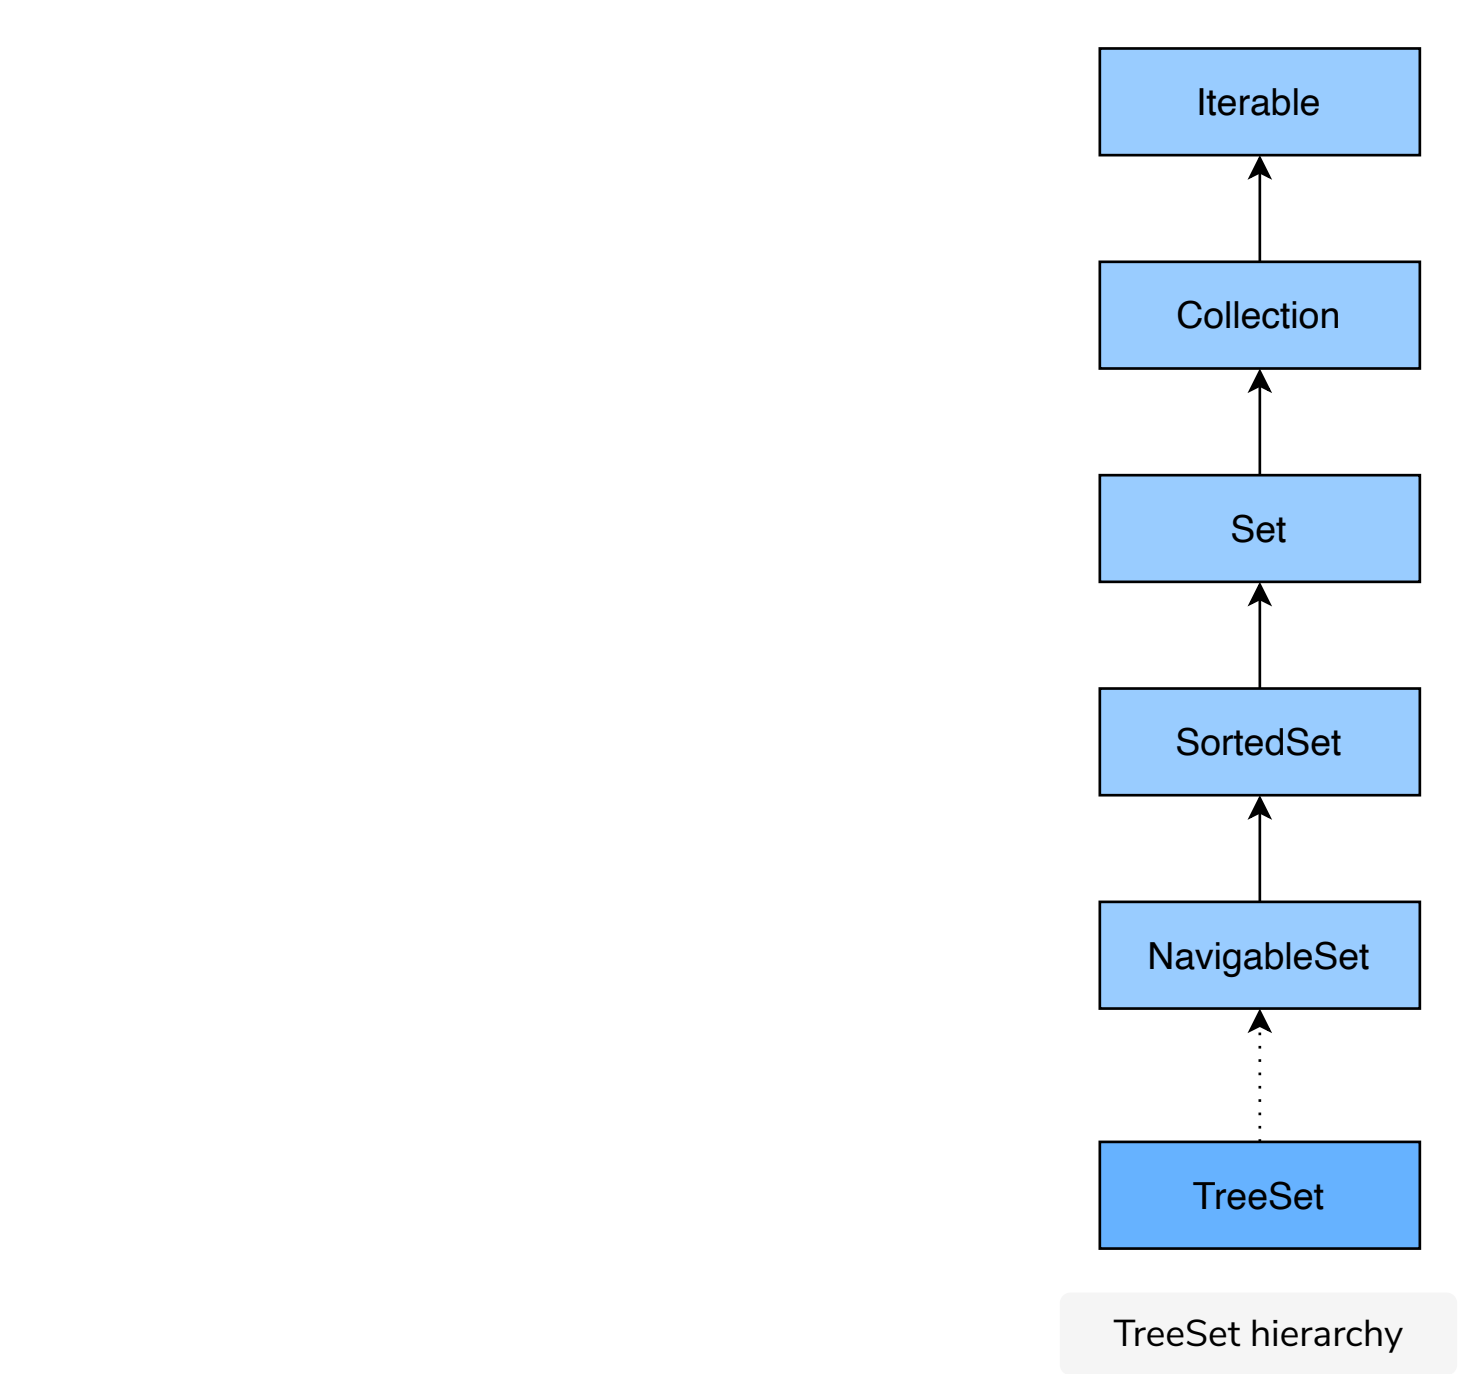 Iterable
Collection
Set
SortedSet
NavigableSet
TreeSet
TreeSet hierarchy